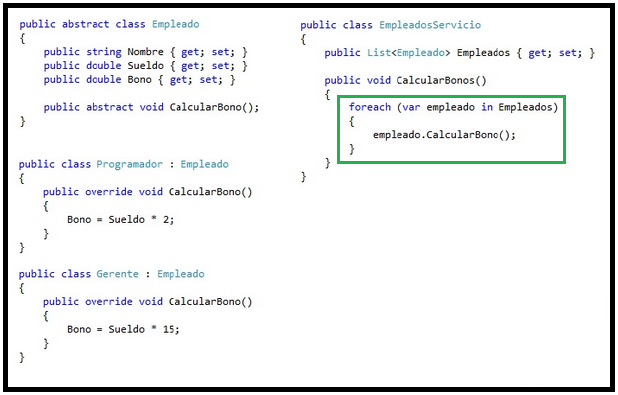 public abstract class Empleado
{
public string Nombre { get; set; }
public double Sueldo { get; set; }
public double Bono { get; set; }
public abstract void CalcularBono();
}
public class Programador : Empleado
{
public override void CalcularBono()
{
Bono = Sueldo * 2;
}
}
public class Gerente : Empleado
{
public override void CalcularBono()
{
Bono = Sueldo * 15;
}
}
public class EmpleadosServicio
{
public List<Empleado> Empleados { get; set; }
public void CalcularBonos()
{
foreach (var empleado in Empleados)
{
empleado.CalcularBono();
}
}
}